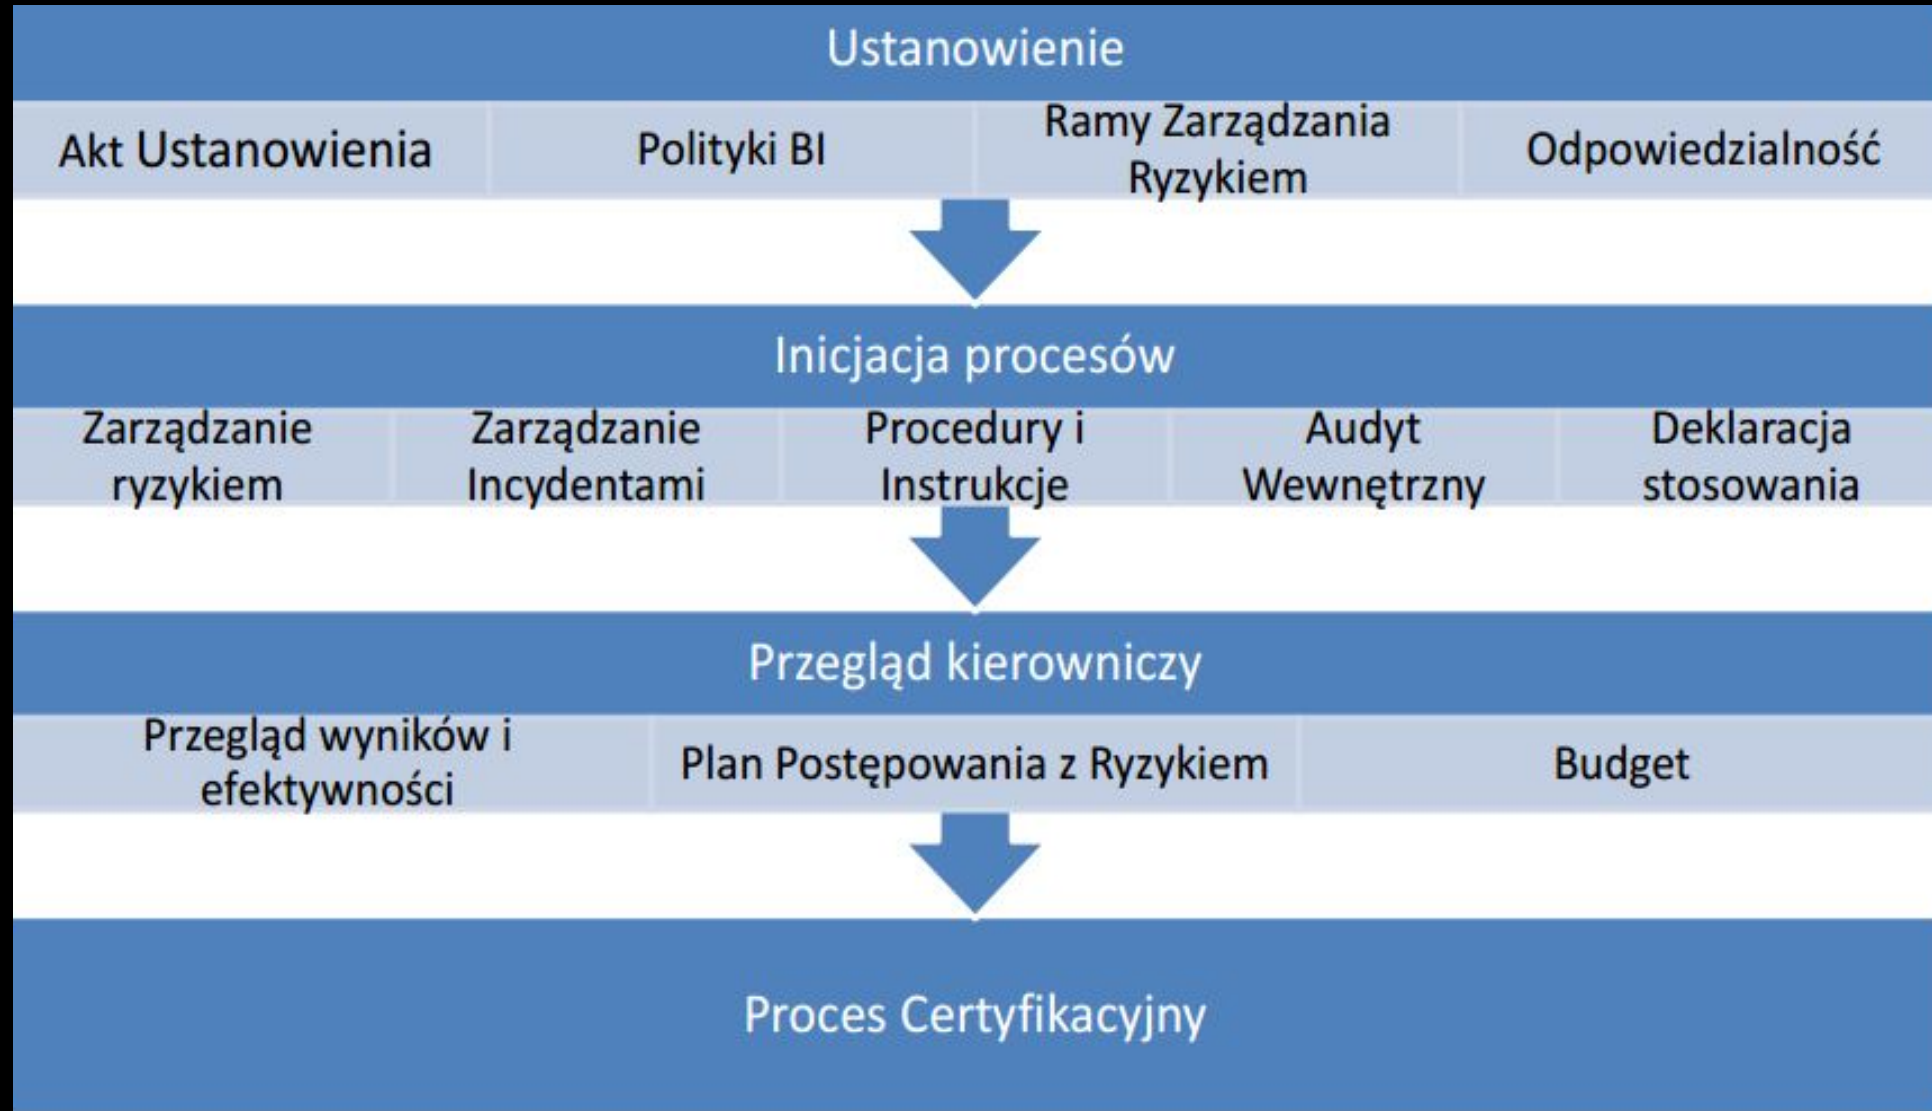 Ustanowienie
Akt Ustanowienia
Polityki BI
Ramy Zarządzania
Ryzykiem
Odpowiedzialność
Inicjacja procesów
Zarządzanie
ryzykiem
Zarządzanie
Incydentami
Procedury i
Instrukcje
Audyt
Wewnętrzny
Deklaracja
stosowania
Przegląd kierowniczy
Przegląd wyników i
efektywności
Plan Postępowania z Ryzykiem
Budget
Proces Certyfikacyjny